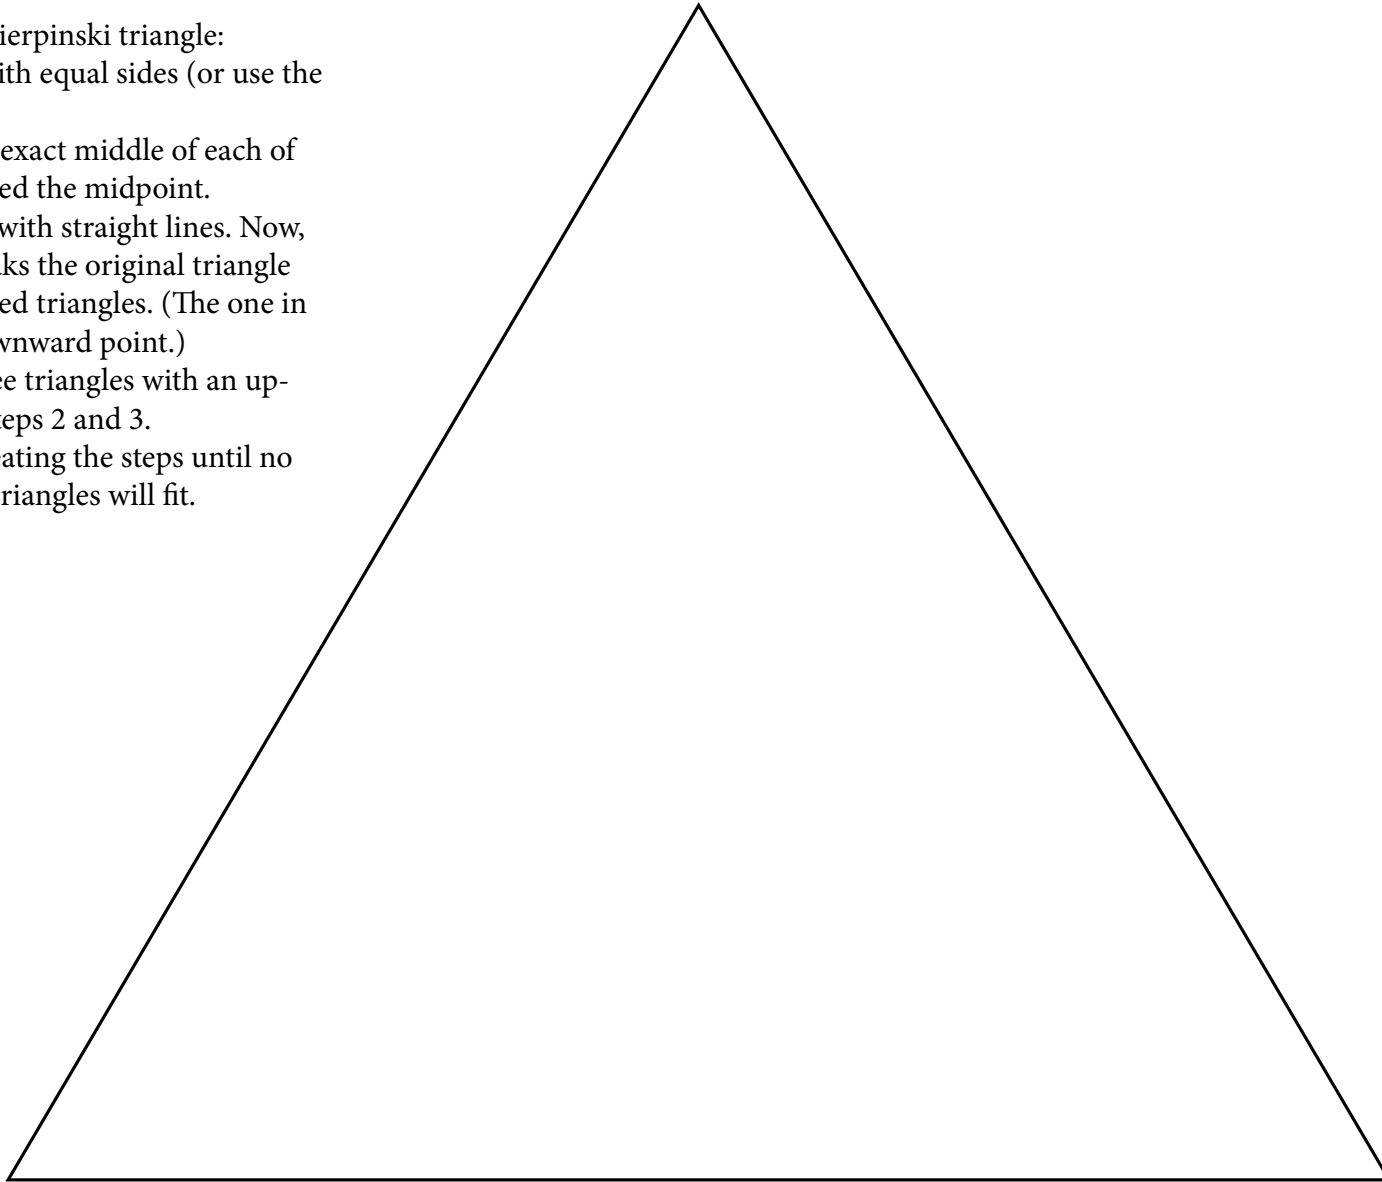 ierpinski triangle:
ith equal sides (or use the
exact middle of each of
ed the midpoint.
with straight lines. Now,
ks the original triangle
ed triangles. (The one in
wnward point.)
ee triangles with an up-
teps 2 and 3.
eating the steps until no
riangles will fit.